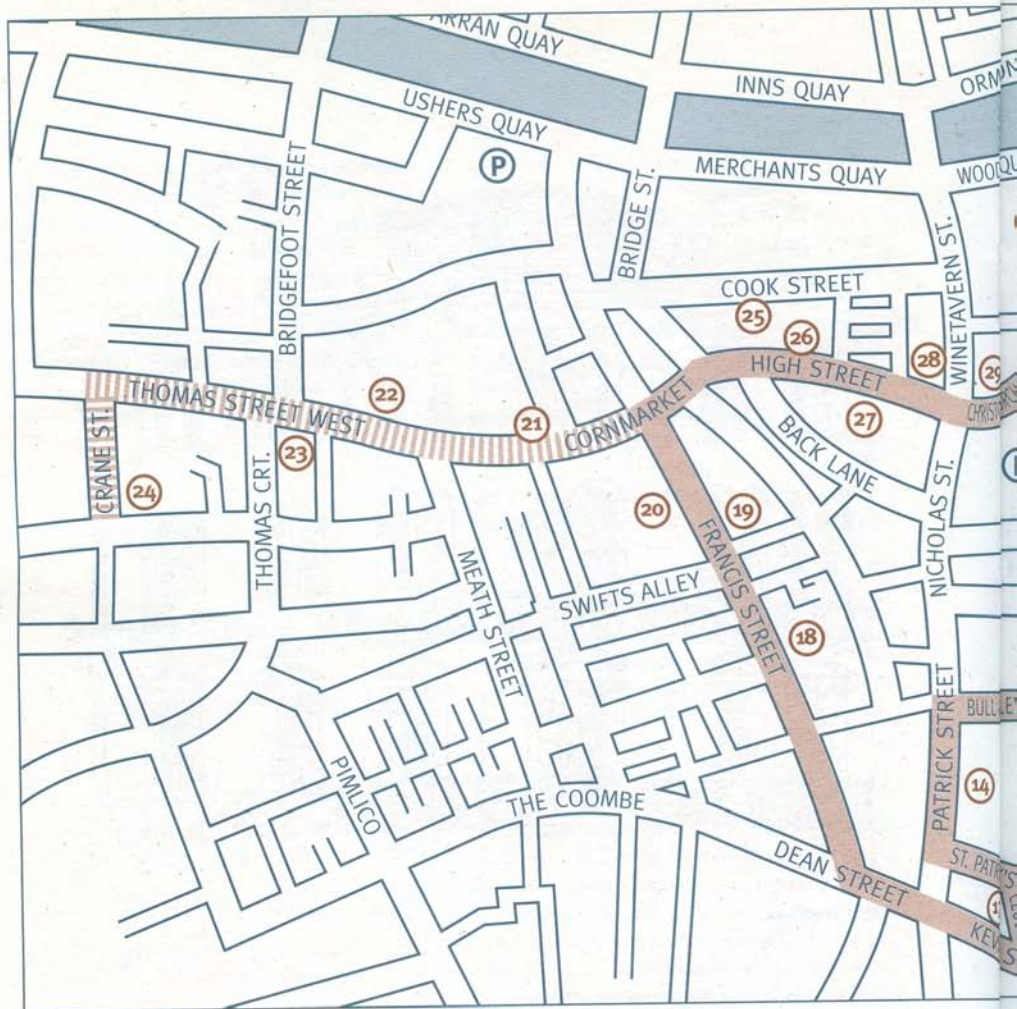 ARRAN QUAY
INNS QUAY
USHERS QUAY
P
MERCHANTS QUAY
BRIDGEFOOT STREET
BRIDGE ST.
WINETAVERN ST.
COOK STREET
25
26
28
29
HIGH STREET
22
THOMAS STREET WEST
21
CORNMARKET
27
BACK LANE
CRANE ST.
24
23
THOMAS CRT.
20
19
FRANCIS STREET
NICHOLAS ST.
MEATH STREET
SWIFTS ALLEY
18
PATRICK STREET
14
PIMLICO
THE COOMBE
DEAN STREET